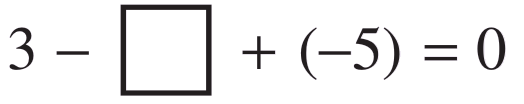 3 − □ + (−5) = 0